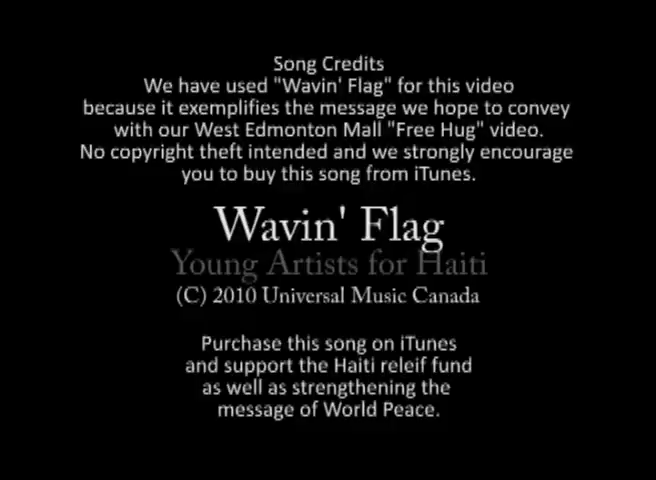 Song Credits
We have used "Wavin' Flag" for this video
because it exemplifies the message we hope to convey
with our West Edmonton Mall "Free Hug" video.
No copyright theft intended and we strongly encourage
you to buy this song from iTunes.
Wavin' Flag
Young Artists for Haiti
(C) 2010 Universal Music Canada
Purchase this song on iTunes
and support the Haiti releif fund
as well as strengthening the
message of World Peace.